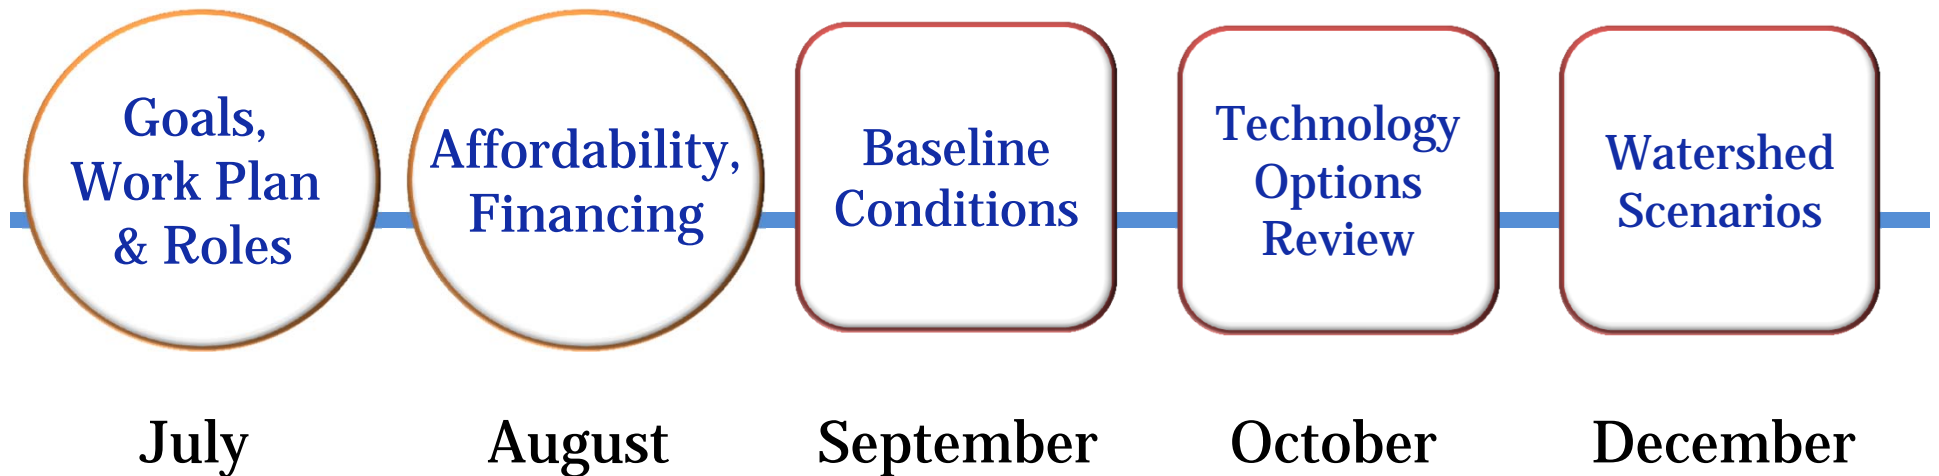 Goals,
Work Plan
& Roles
Affordability,
Financing
Baseline
Conditions
Technology
Options
Review
Watershed
Scenarios
July
August
September
October
December